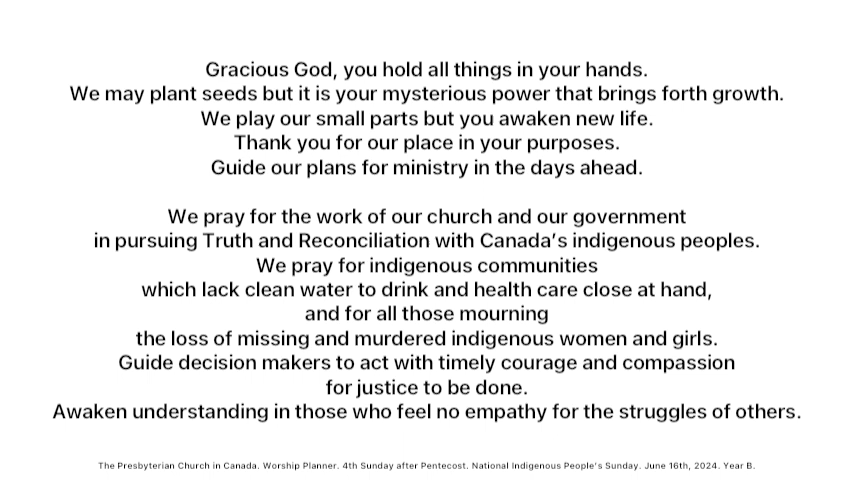 Gracious God, you hold all things in your hands.
We may plant seeds but it is your mysterious power that brings forth growth.
We play our small parts but you awaken new life.
Thank you for our place in your purposes.
Guide our plans for ministry in the days ahead.
We pray for the work of our church and our government
in pursuing Truth and Reconciliation with Canada’s indigenous peoples.
We pray for indigenous communities
which lack clean water to drink and health care close at hand,
and for all those mourning
the loss of missing and murdered indigenous women and girls.
Guide decision makers to act with timely courage and compassion
for justice to be done.
Awaken understanding in those who feel no empathy for the struggles of others.
The Presbyterian Church in Canada. Worship Planner. 4th Sunday after Pentecost. National Indigenous People's Sunday. June 16th, 2024. Year B.